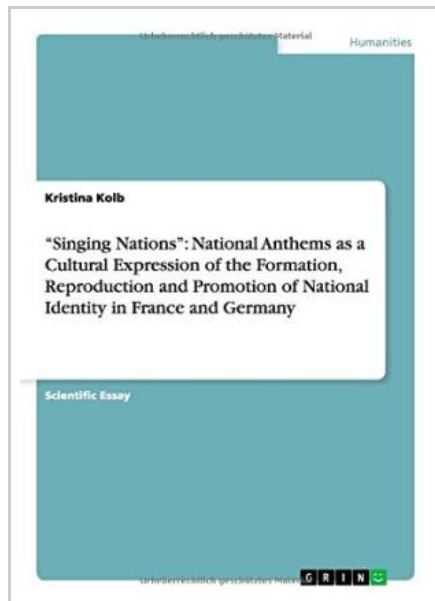 Urheberrechtlich geschütztes Material
Humanities
Kristina Kolb
“Singing Nations”: National Anthems as a
Cultural Expression of the Formation,
Reproduction and Promotion of National
Identity in France and Germany
Scientific Essay
Urheberrechtlich geschütztes Mate
GRIN